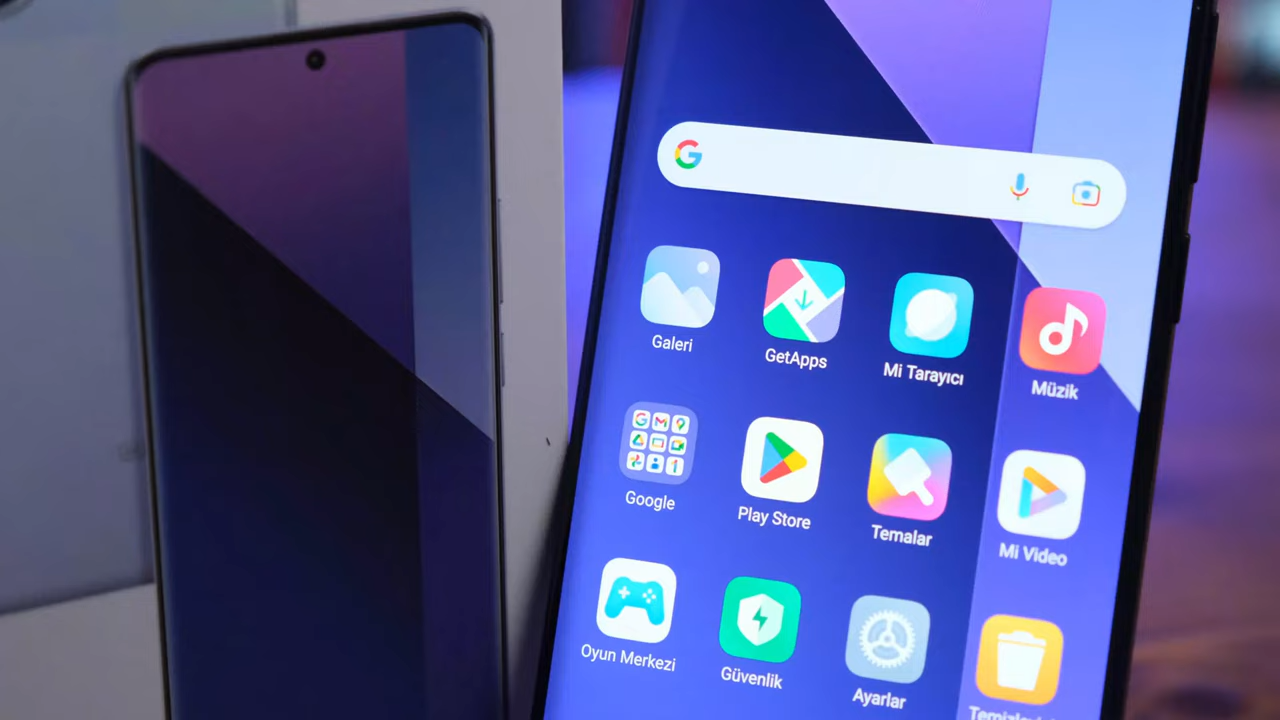 Galeri
GetApps
Mi Tarayıcı
Müzik
Google
Play Store
Temalar
Mi Video
Oyun Merkezi
Güvenlik
Ayarlar